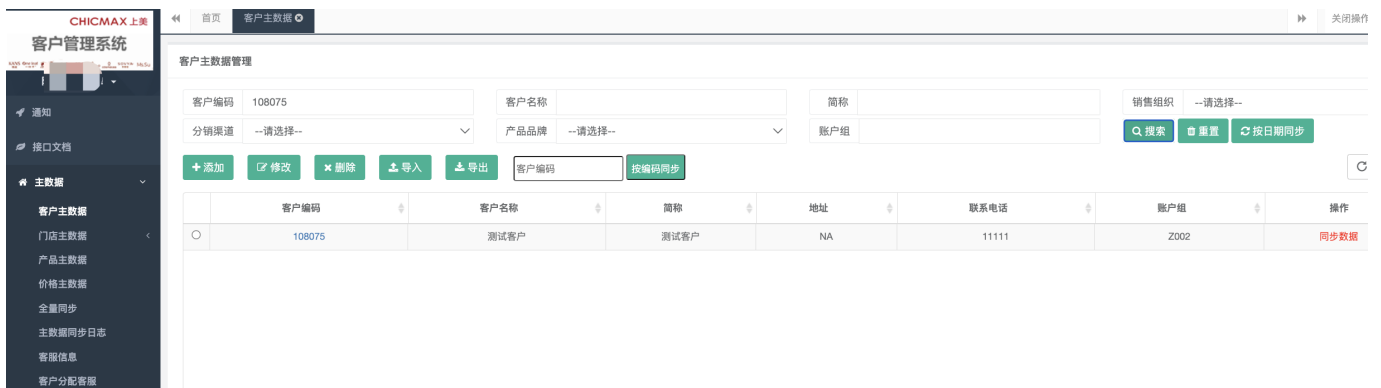 CHICMAX 上美
客户管理系统
首页
客户主数据
关闭操作
通知
接口文档
主数据
客户主数据
门店主数据
产品主数据
价格主数据
全量同步
主数据同步日志
客服信息
客户分配客服
客户主数据管理
客户编码 108075 客户名称 简称 销售组织 --请选择--
分销渠道 --请选择-- 产品品牌 --请选择-- 账户组 搜索 重置 按日期同步
添加 修改 删除 导入 导出 客户编码 按编码同步
客户编码 客户名称 简称 地址 联系电话 账户组 操作
108075 测试客户 测试客户 NA 11111 Z002 同步数据